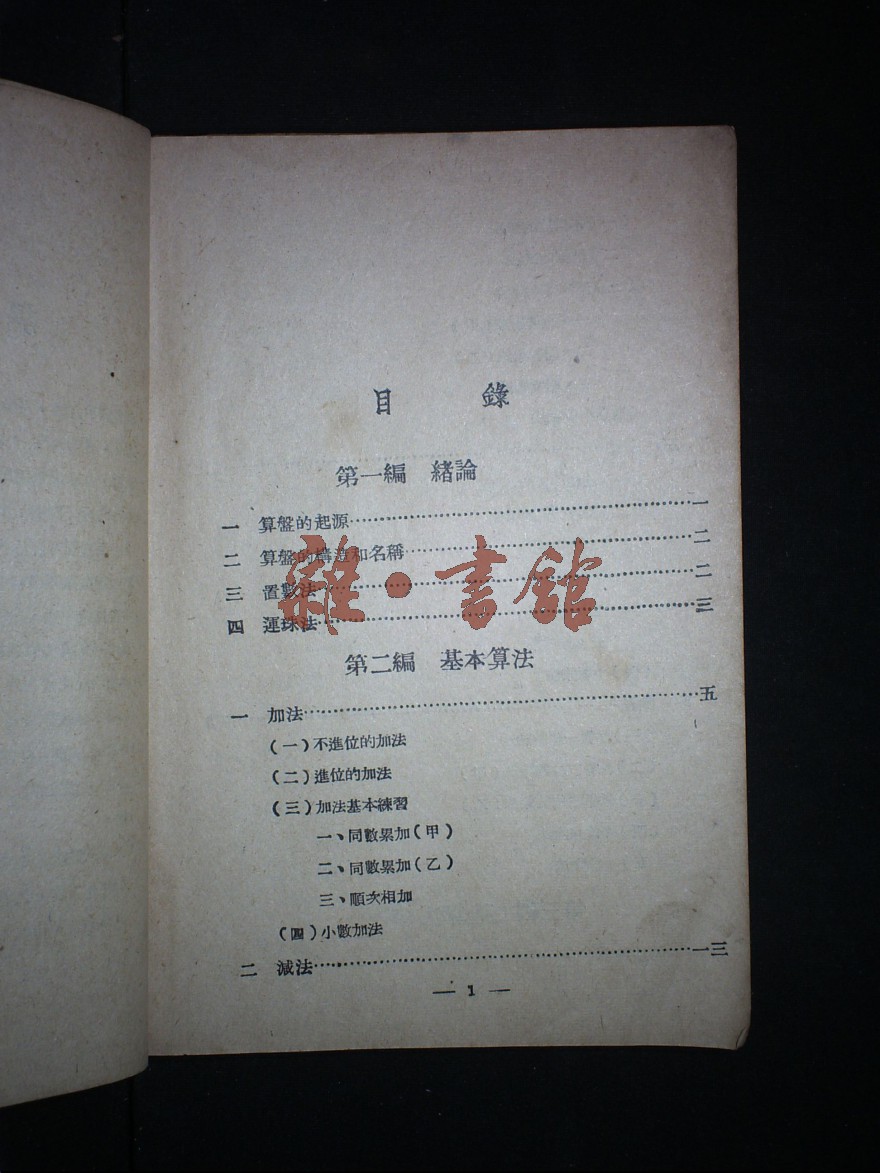 目 錄
第一編 緒論
一 算盤的起源……一
二 算盤的構造和名稱……二
三 置數法……二
四 運珠法……三
雜·書館
第二編 基本算法
一 加法……五
(一)不進位的加法
(二)進位的加法
(三)加法基本練習
一、同數累加(甲)
二、同數累加(乙)
三、順次相加
(四)小數加法
二 減法……一三
— 1 —